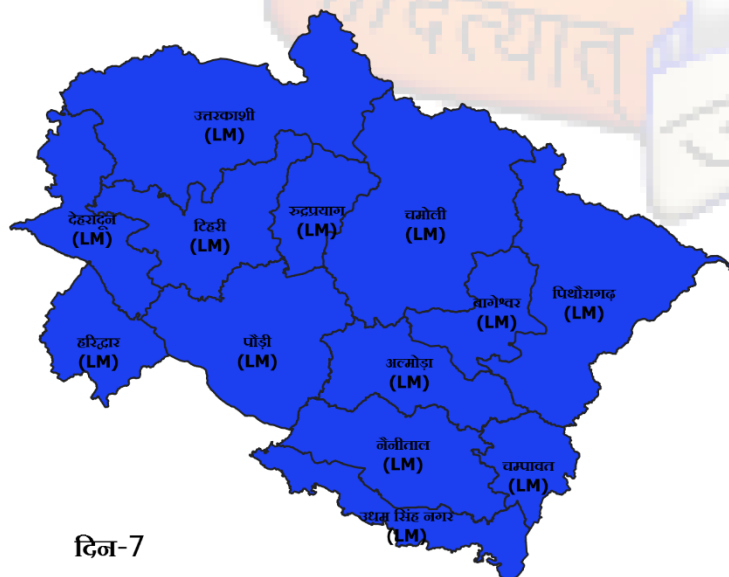 दित्यात
उत्तरकाशी
(LM)
देहरादून
(LM)
टिहरी
(LM)
रुद्रप्रयाग
(LM)
चमोली
(LM)
बागेश्वर
(LM)
पिथौरागढ़
(LM)
हरिद्वार
(LM)
पौड़ी
(LM)
अल्मोड़ा
(LM)
नैनीताल
(LM)
चम्पावत
(LM)
उधम सिंह नगर
(LM)
दिन-7